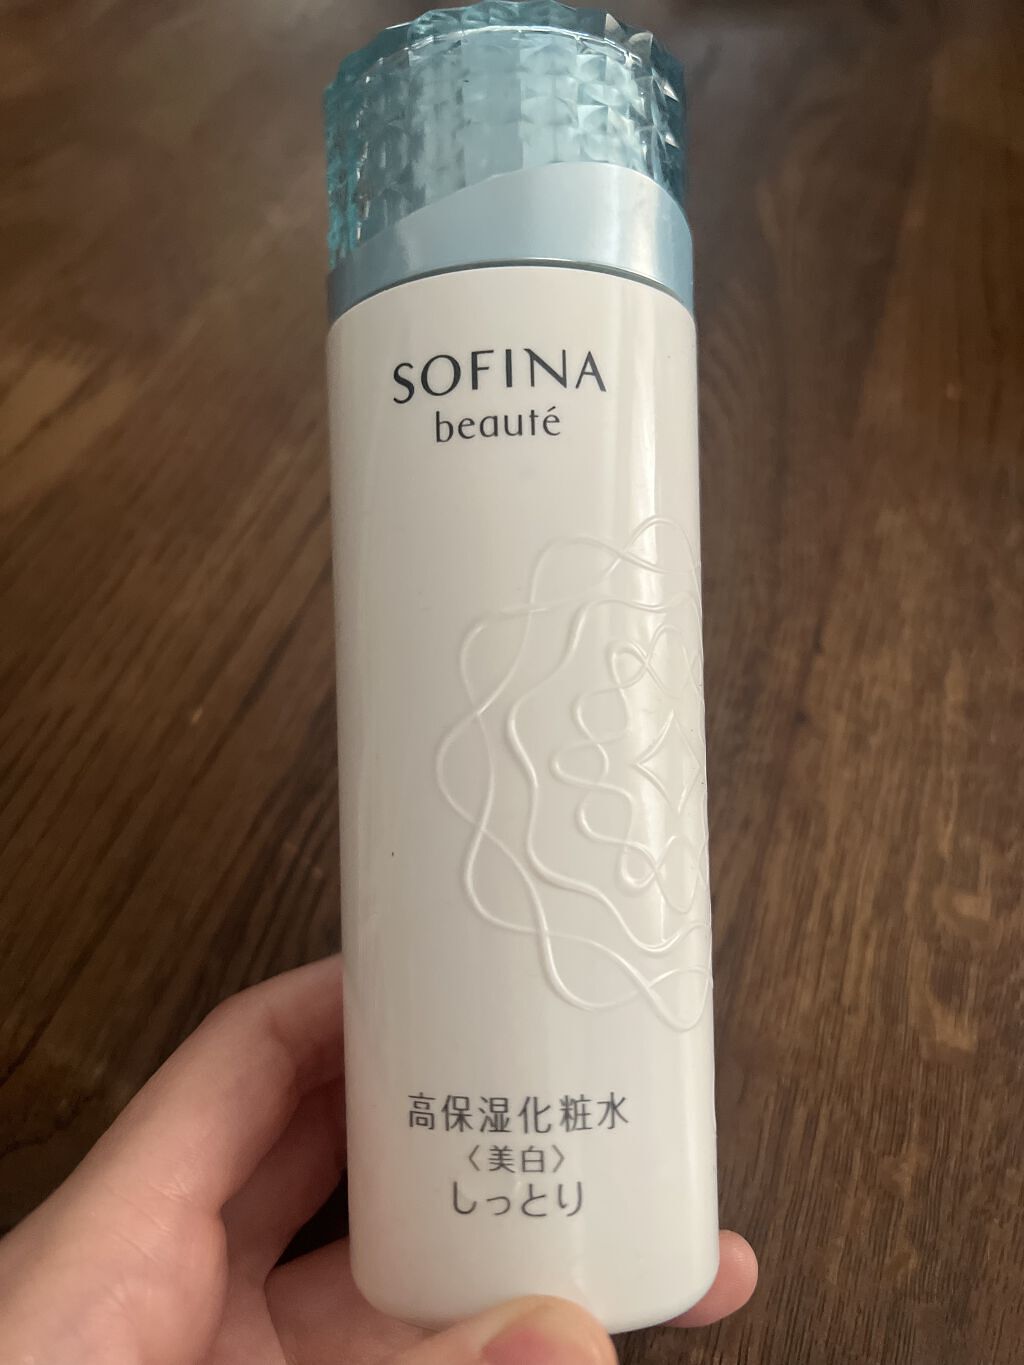 SOFINA
beauté
高保湿化粧水
〈美白〉
しっとり